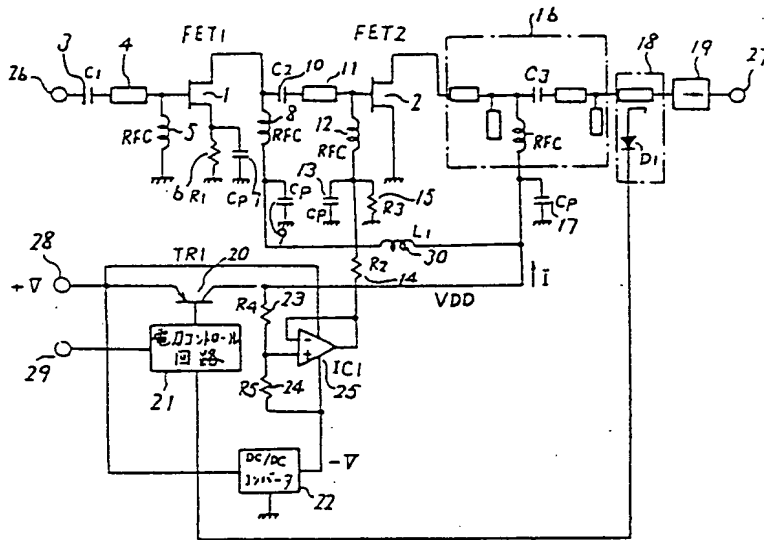 FET1
FET2
16
3
C1
4
26
1
8
C2
10
11
2
C3
18
19
27
RFC
5
RFC
12
RFC
RFC
D1
6
R1
CP
7
CP
9
13
CP
R3
15
CP
17
L1
30
R2
14
I
VDD
28
+V
TR1
20
R4
23
29
電力コントロール
回路
21
IC1
25
R5
24
DC/DC
コンバータ
22
-V